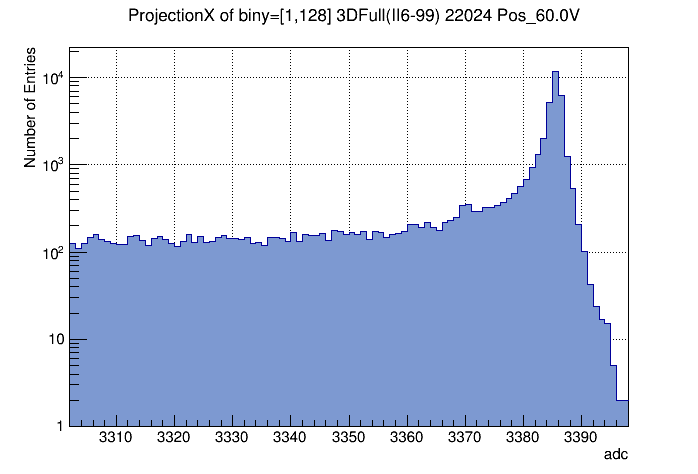 ProjectionX of biny=[1,128] 3DFull(II6-99) 22024 Pos_60.0V
Number of Entries
10^4
10^3
10^2
10
1
3310 3320 3330 3340 3350 3360 3370 3380 3390
adc